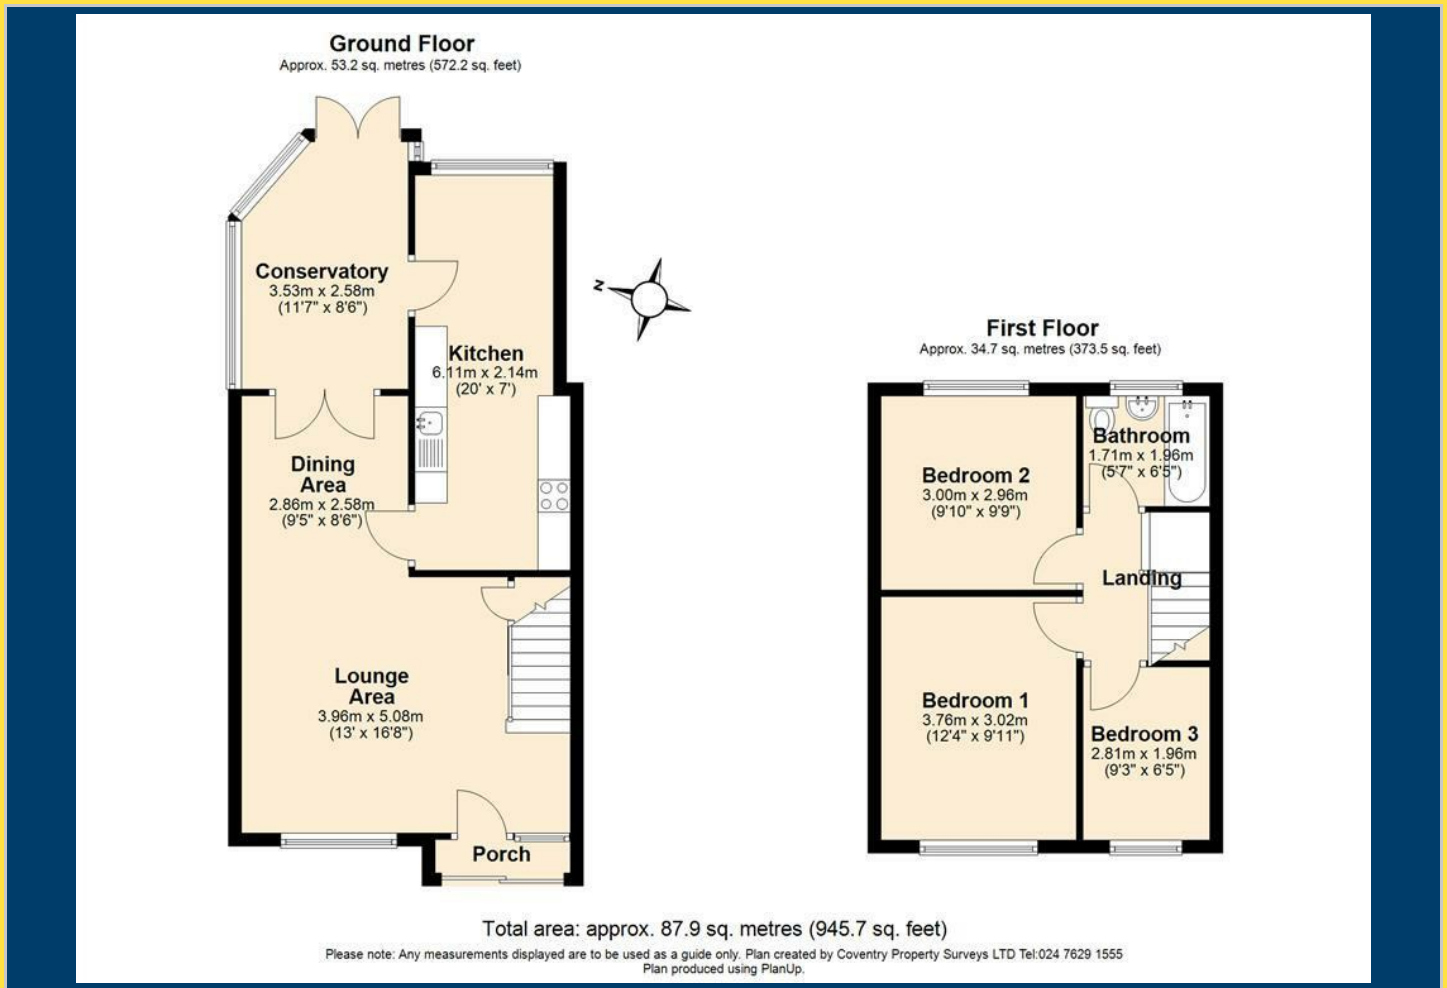 Ground Floor
Approx. 53.2 sq. metres (572.2 sq. feet)
Conservatory
3.53m x 2.58m
(11'7" x 8'6")
Kitchen
6.11m x 2.14m
(20' x 7')
Dining
Area
2.86m x 2.58m
(9'5" x 8'6")
Lounge
Area
3.96m x 5.08m
(13' x 16'8")
Porch
N
First Floor
Approx. 34.7 sq. metres (373.5 sq. feet)
Bathroom
1.71m x 1.96m
(5'7" x 6'5")
Bedroom 2
3.00m x 2.96m
(9'10" x 9'9")
Landing
Bedroom 1
3.76m x 3.02m
(12'4" x 9'11")
Bedroom 3
2.81m x 1.96m
(9'3" x 6'5")
Total area: approx. 87.9 sq. metres (945.7 sq. feet)
Please note: Any measurements displayed are to be used as a guide only. Plan created by Coventry Property Surveys LTD Tel:024 7629 1555
Plan produced using PlanUp.